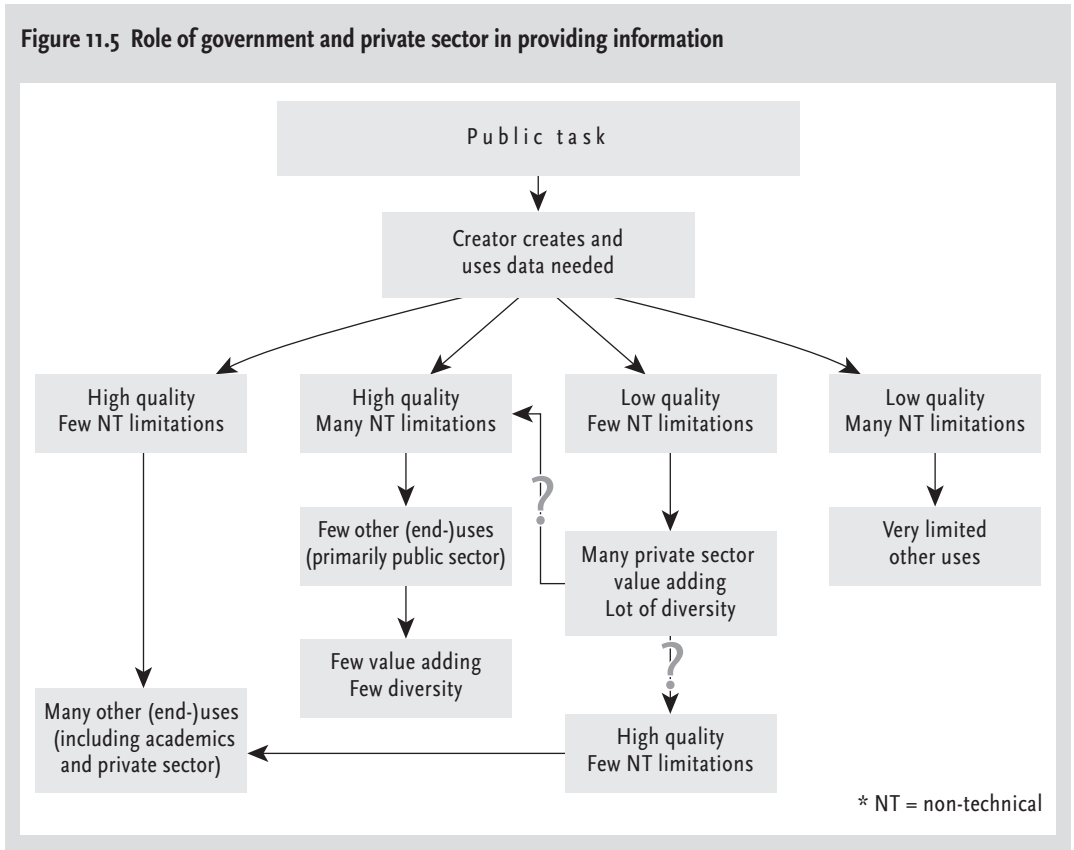 Figure 11.5 Role of government and private sector in providing information
Public task
Creator creates and
uses data needed
High quality
Few NT limitations
High quality
Many NT limitations
Low quality
Few NT limitations
Low quality
Many NT limitations
?
Few other (end-)uses
(primarily public sector)
Many private sector
value adding
Lot of diversity
Very limited
other uses
Few value adding
Few diversity
?
Many other (end-)uses
(including academics
and private sector)
High quality
Few NT limitations
* NT = non-technical